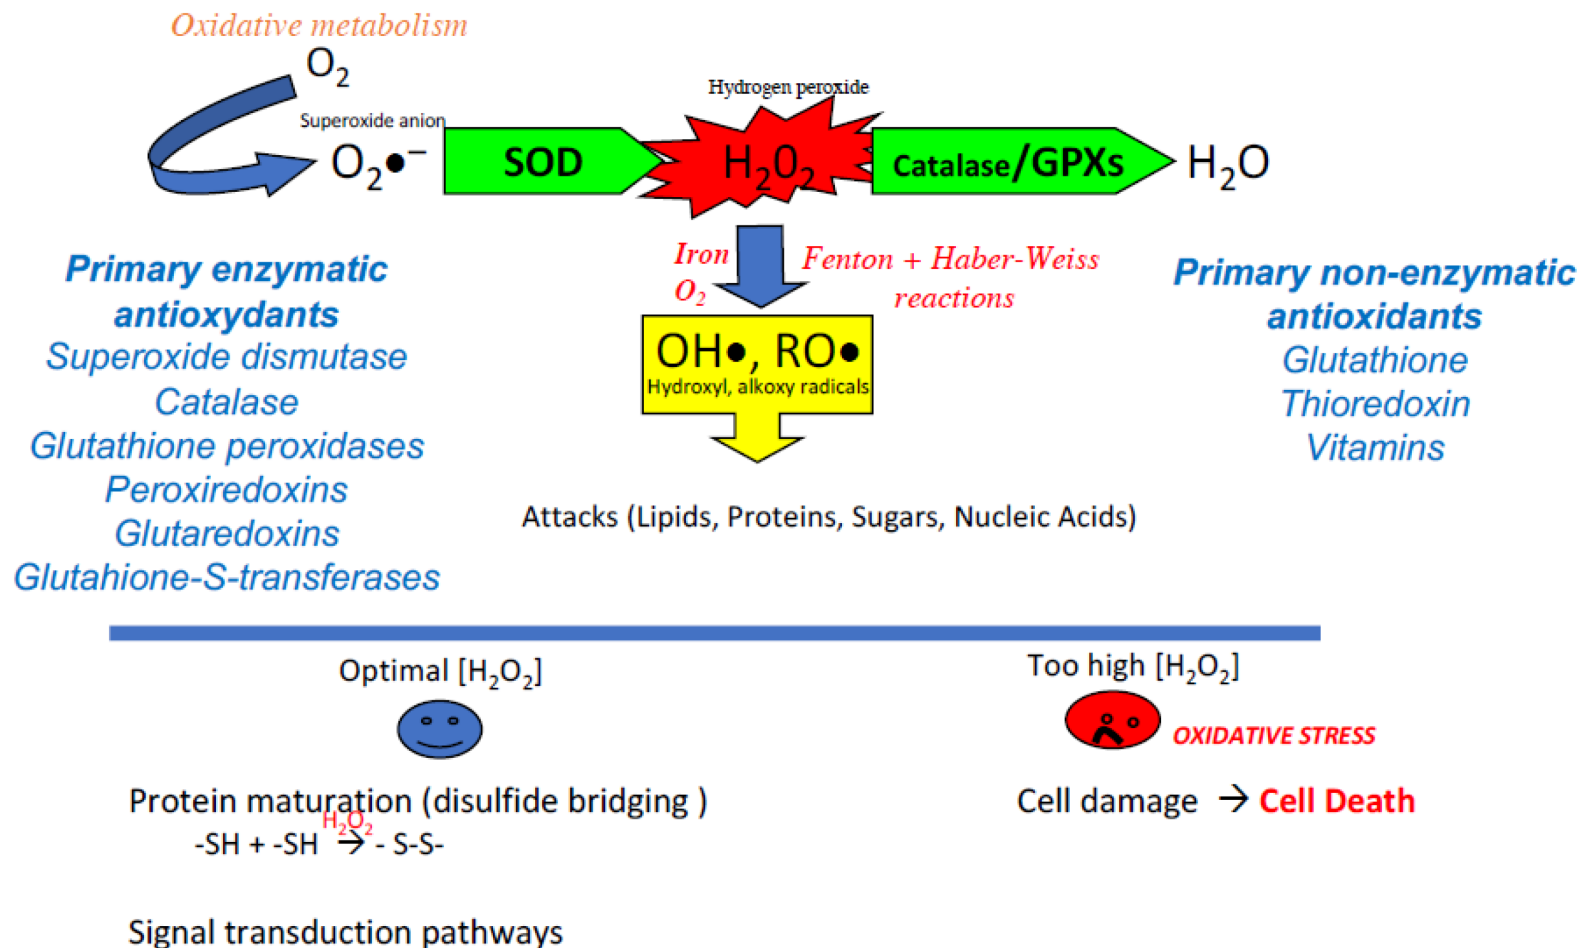 Oxidative metabolism
O₂
Hydrogen peroxide
Superoxide anion
O₂●⁻
SOD
H₂O₂
Catalase/GPXs
H₂O
Iron
O₂
Fenton + Haber-Weiss
reactions
Primary enzymatic
antioxydants
Superoxide dismutase
Catalase
Glutathione peroxidases
Peroxiredoxins
Glutaredoxins
Glutahione-S-transferases
OH●, RO●
Hydroxyl, alkoxy radicals
Primary non-enzymatic
antioxidants
Glutathione
Thioredoxin
Vitamins
Attacks (Lipids, Proteins, Sugars, Nucleic Acids)
Optimal [H₂O₂]
Too high [H₂O₂]
OXIDATIVE STRESS
Protein maturation (disulfide bridging )
H₂O₂
-SH + -SH → - S-S-
Cell damage → Cell Death
Signal transduction pathways